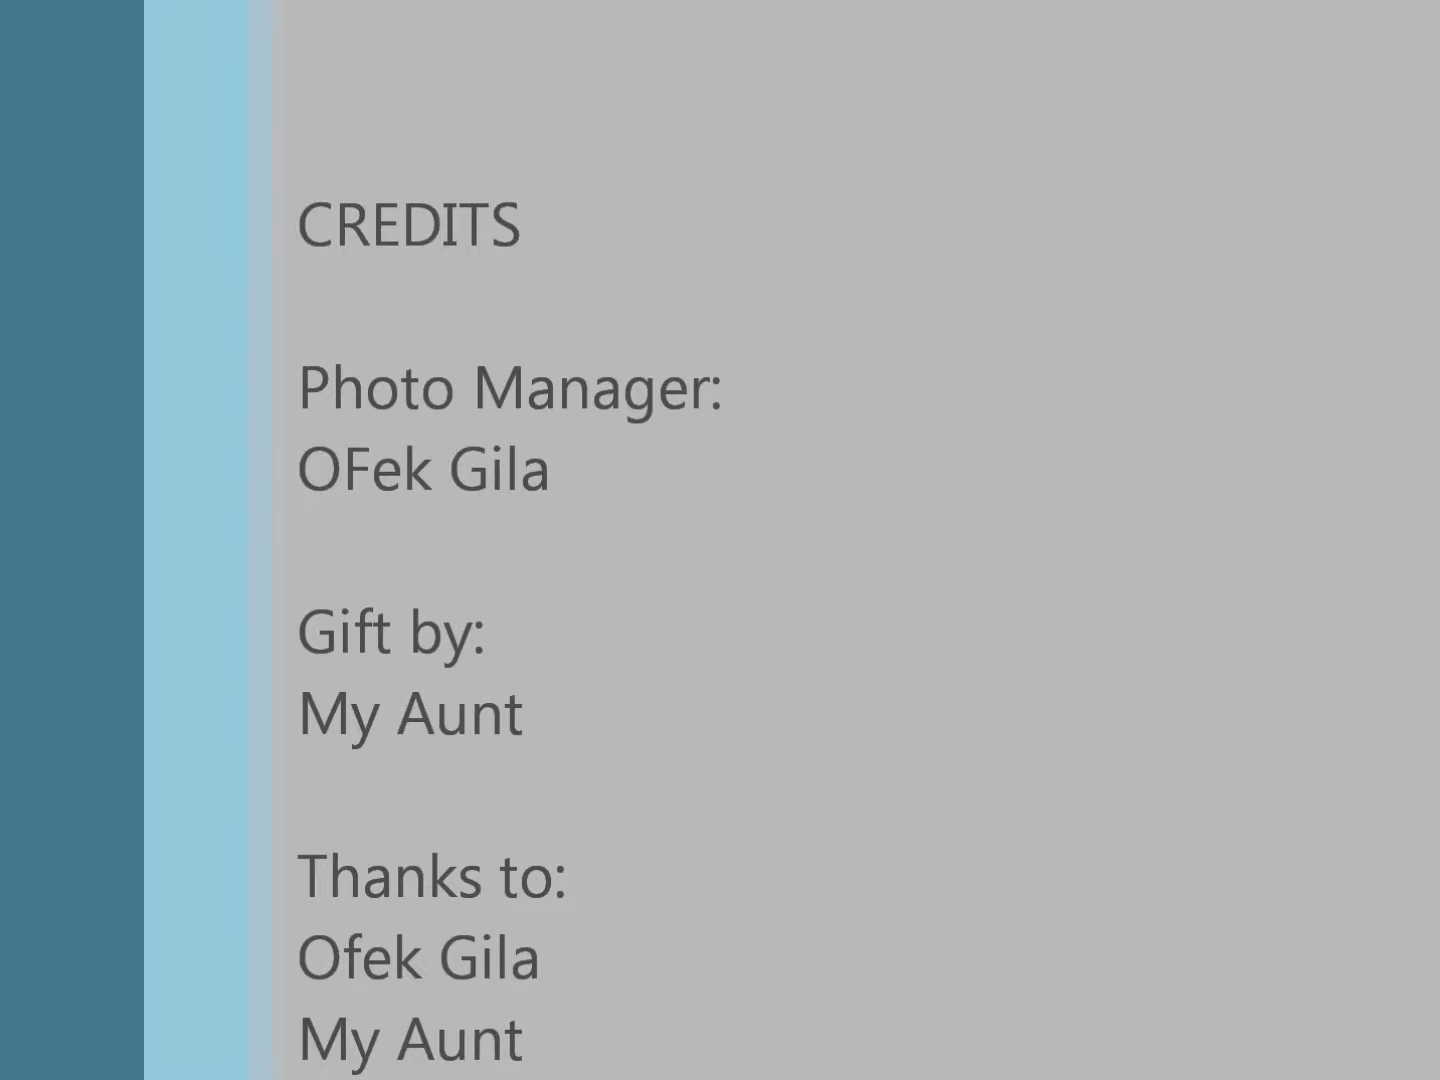 CREDITS
Photo Manager:
OFek Gila
Gift by:
My Aunt
Thanks to:
Ofek Gila
My Aunt